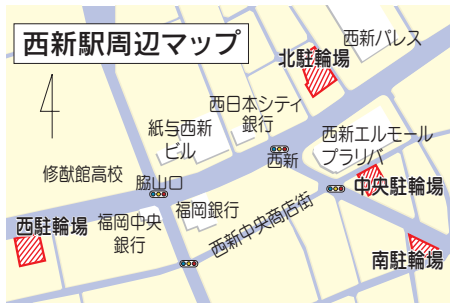 西新駅周辺マップ
西新パレス
北駐輪場
西日本シティ
銀行
紙与西新
ビル
西新エルモール
プラリバ
西新
修猷館高校
脇山口
中央駐輪場
福岡銀行
西駐輪場
福岡中央
銀行
西新中央商店街
南駐輪場